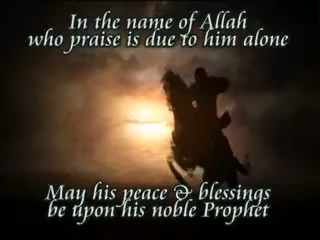 In the name of Allah
who praise is due to him alone
May his peace & blessings
be upon his noble Prophet